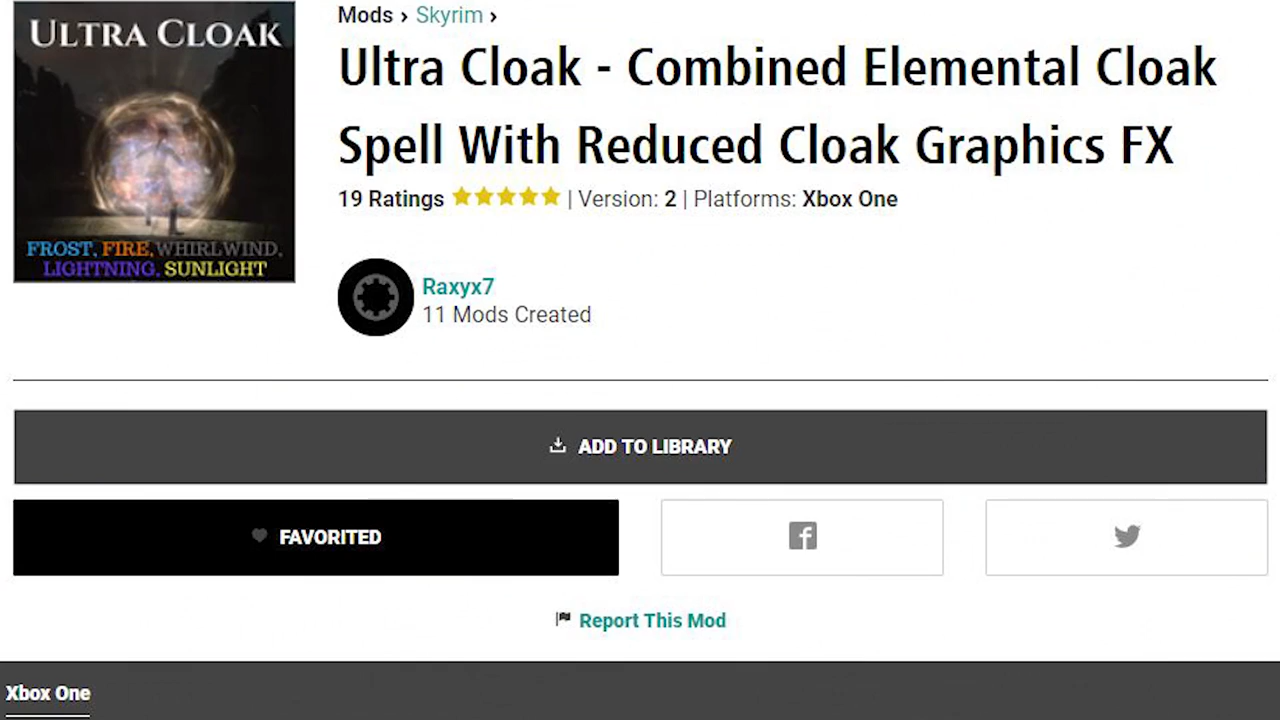 ULTRA CLOAK
FROST, FIRE, WHIRLWIND,
LIGHTNING, SUNLIGHT
Mods › Skyrim ›
Ultra Cloak - Combined Elemental Cloak
Spell With Reduced Cloak Graphics FX
19 Ratings ★★★★★ | Version: 2 | Platforms: Xbox One
Raxyx7
11 Mods Created
ADD TO LIBRARY
FAVORITED
Report This Mod
Xbox One